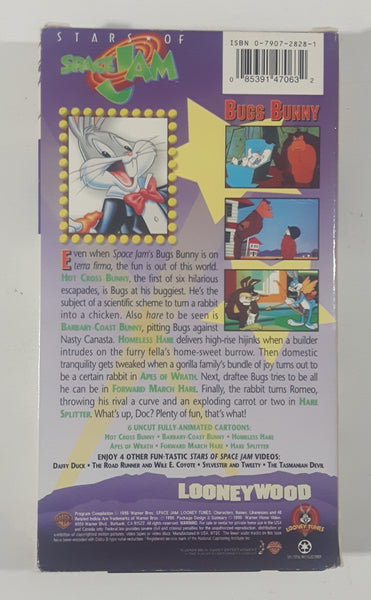 STARS OF
SPACE JAM
ISBN 0-7907-2828-1
0 85391 47063 2
BUGS BUNNY
Even when Space Jam's Bugs Bunny is on
terra firma, the fun is out of this world.
HOT CROSS BUNNY, the first of six hilarious
escapades, is Bugs at his buggiest. He's the
subject of a scientific scheme to turn a rabbit
into a chicken. Also hare to be seen is
BARBARY-COAST BUNNY, pitting Bugs against
Nasty Canasta. HOMELESS HARE delivers high-rise hijinks when a builder
intrudes on the furry fella's home-sweet burrow. Then domestic
tranquility gets tweaked when a gorilla family's bundle of joy turns out to
be a certain rabbit in APES OF WRATH. Next, draftee Bugs tries to be all
he can be in FORWARD MARCH HARE. Finally, the rabbit turns Romeo,
throwing his rival a curve and an exploding carrot or two in HARE
SPLITTER. What's up, Doc? Plenty of fun, that's what!
6 UNCUT FULLY-ANIMATED CARTOONS:
HOT CROSS BUNNY • BARBARY-COAST BUNNY • HOMELESS HARE
APES OF WRATH • FORWARD MARCH HARE • HARE SPLITTER
ENJOY 4 OTHER FUN-TASTIC STARS OF SPACE JAM VIDEOS:
DAFFY DUCK • THE ROAD RUNNER AND WILE E. COYOTE • SYLVESTER AND TWEETY • THE TASMANIAN DEVIL
LOONEYWOOD
LOONEY TUNES